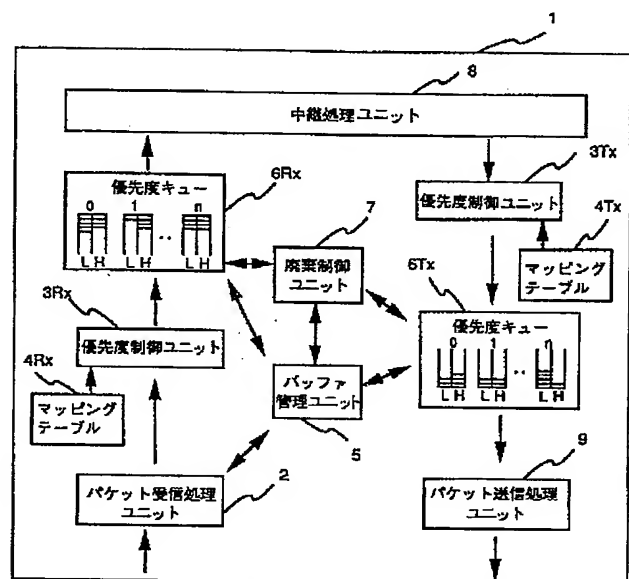 1
8
中継処理ユニット
6Rx
優先度キュー
0 1 n
‥
L H L H L H
3Tx
優先度制御ユニット
4Tx
マッピング
テーブル
7
廃棄制御
ユニット
6Tx
優先度キュー
0 1 n
‥
L H L H L H
3Rx
優先度制御ユニット
4Rx
マッピング
テーブル
バッファ
管理ユニット
5
2
パケット受信処理
ユニット
9
パケット送信処理
ユニット